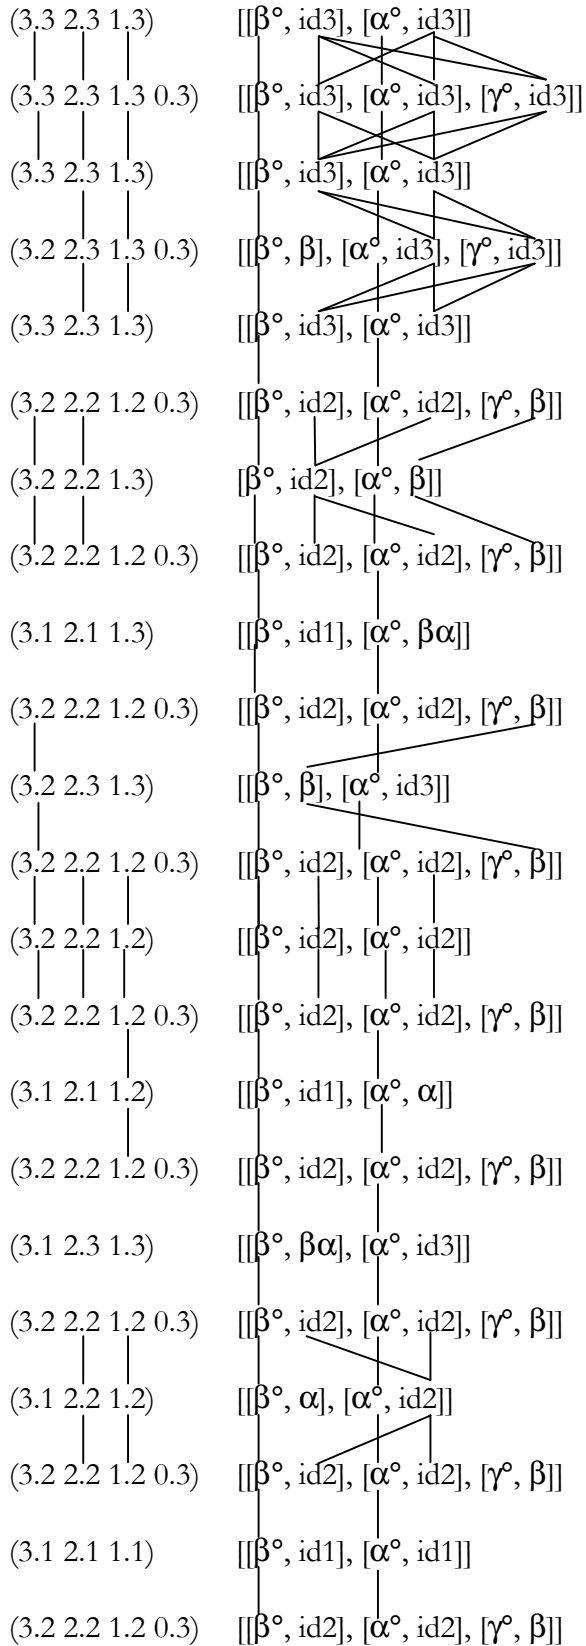 (3.3 2.3 1.3) [[β°, id3], [α°, id3]]
(3.3 2.3 1.3 0.3) [[β°, id3], [α°, id3], [γ°, id3]]
(3.3 2.3 1.3) [[β°, id3], [α°, id3]]
(3.2 2.3 1.3 0.3) [[β°, β], [α°, id3], [γ°, id3]]
(3.3 2.3 1.3) [[β°, id3], [α°, id3]]
(3.2 2.2 1.2 0.3) [[β°, id2], [α°, id2], [γ°, β]]
(3.2 2.2 1.3) [β°, id2], [α°, β]]
(3.2 2.2 1.2 0.3) [[β°, id2], [α°, id2], [γ°, β]]
(3.1 2.1 1.3) [[β°, id1], [α°, βα]]
(3.2 2.2 1.2 0.3) [[β°, id2], [α°, id2], [γ°, β]]
(3.2 2.3 1.3) [[β°, β], [α°, id3]]
(3.2 2.2 1.2 0.3) [[β°, id2], [α°, id2], [γ°, β]]
(3.2 2.2 1.2) [[β°, id2], [α°, id2]]
(3.2 2.2 1.2 0.3) [[β°, id2], [α°, id2], [γ°, β]]
(3.1 2.1 1.2) [[β°, id1], [α°, α]]
(3.2 2.2 1.2 0.3) [[β°, id2], [α°, id2], [γ°, β]]
(3.1 2.3 1.3) [[β°, βα], [α°, id3]]
(3.2 2.2 1.2 0.3) [[β°, id2], [α°, id2], [γ°, β]]
(3.1 2.2 1.2) [[β°, α], [α°, id2]]
(3.2 2.2 1.2 0.3) [[β°, id2], [α°, id2], [γ°, β]]
(3.1 2.1 1.1) [[β°, id1], [α°, id1]]
(3.2 2.2 1.2 0.3) [[β°, id2], [α°, id2], [γ°, β]]